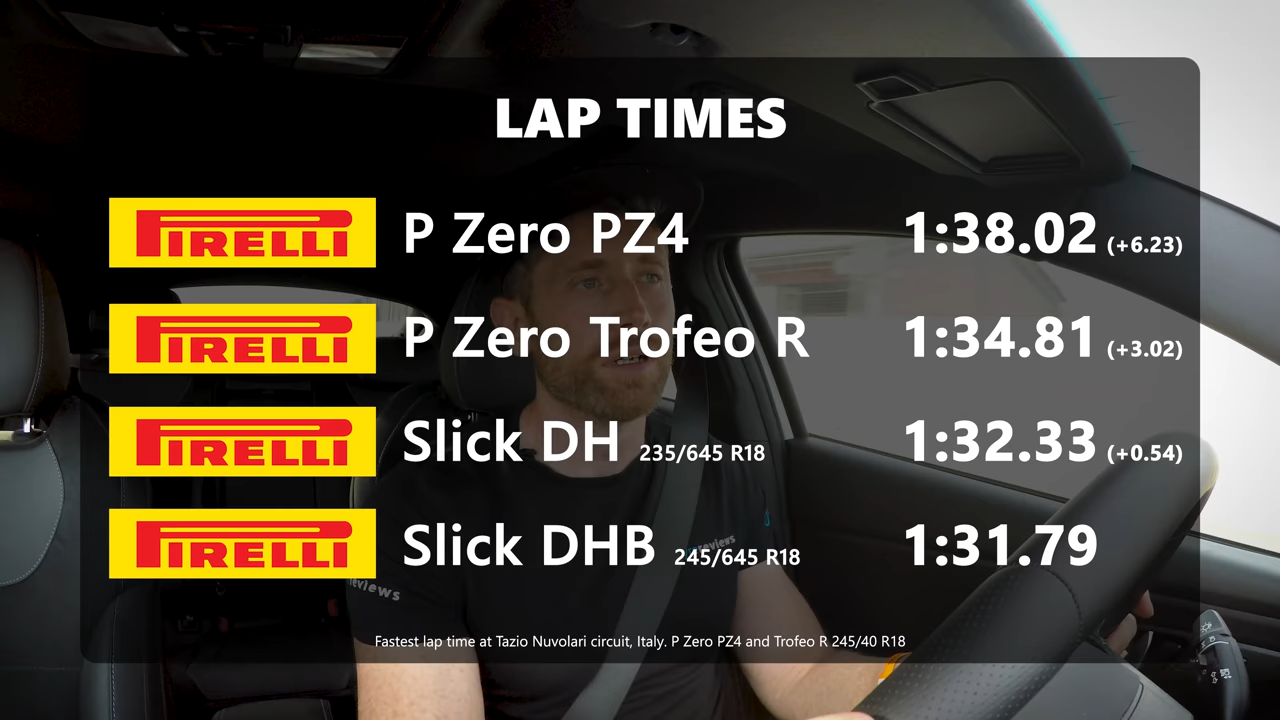 LAP TIMES
PIRELLI P Zero PZ4 1:38.02 (+6.23)
PIRELLI P Zero Trofeo R 1:34.81 (+3.02)
PIRELLI Slick DH 235/645 R18 1:32.33 (+0.54)
PIRELLI Slick DHB 245/645 R18 1:31.79
reviews
Fastest lap time at Tazio Nuvolari circuit, Italy. P Zero PZ4 and Trofeo R 245/40 R18